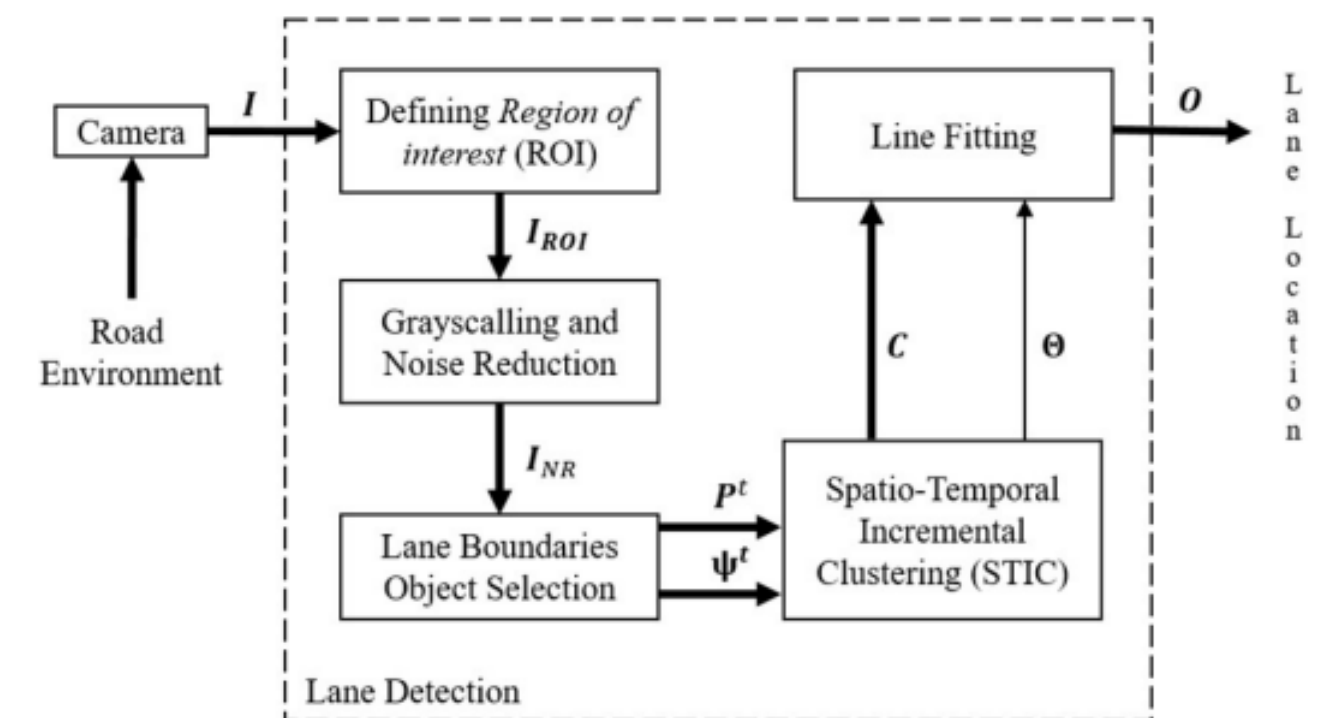 Camera
I
Road
Environment
Defining Region of
interest (ROI)
I_ROI
Grayscalling and
Noise Reduction
I_NR
Lane Boundaries
Object Selection
P^t
ψ^t
Spatio-Temporal
Incremental
Clustering (STIC)
C
Θ
Line Fitting
O
Lane Location
Lane Detection